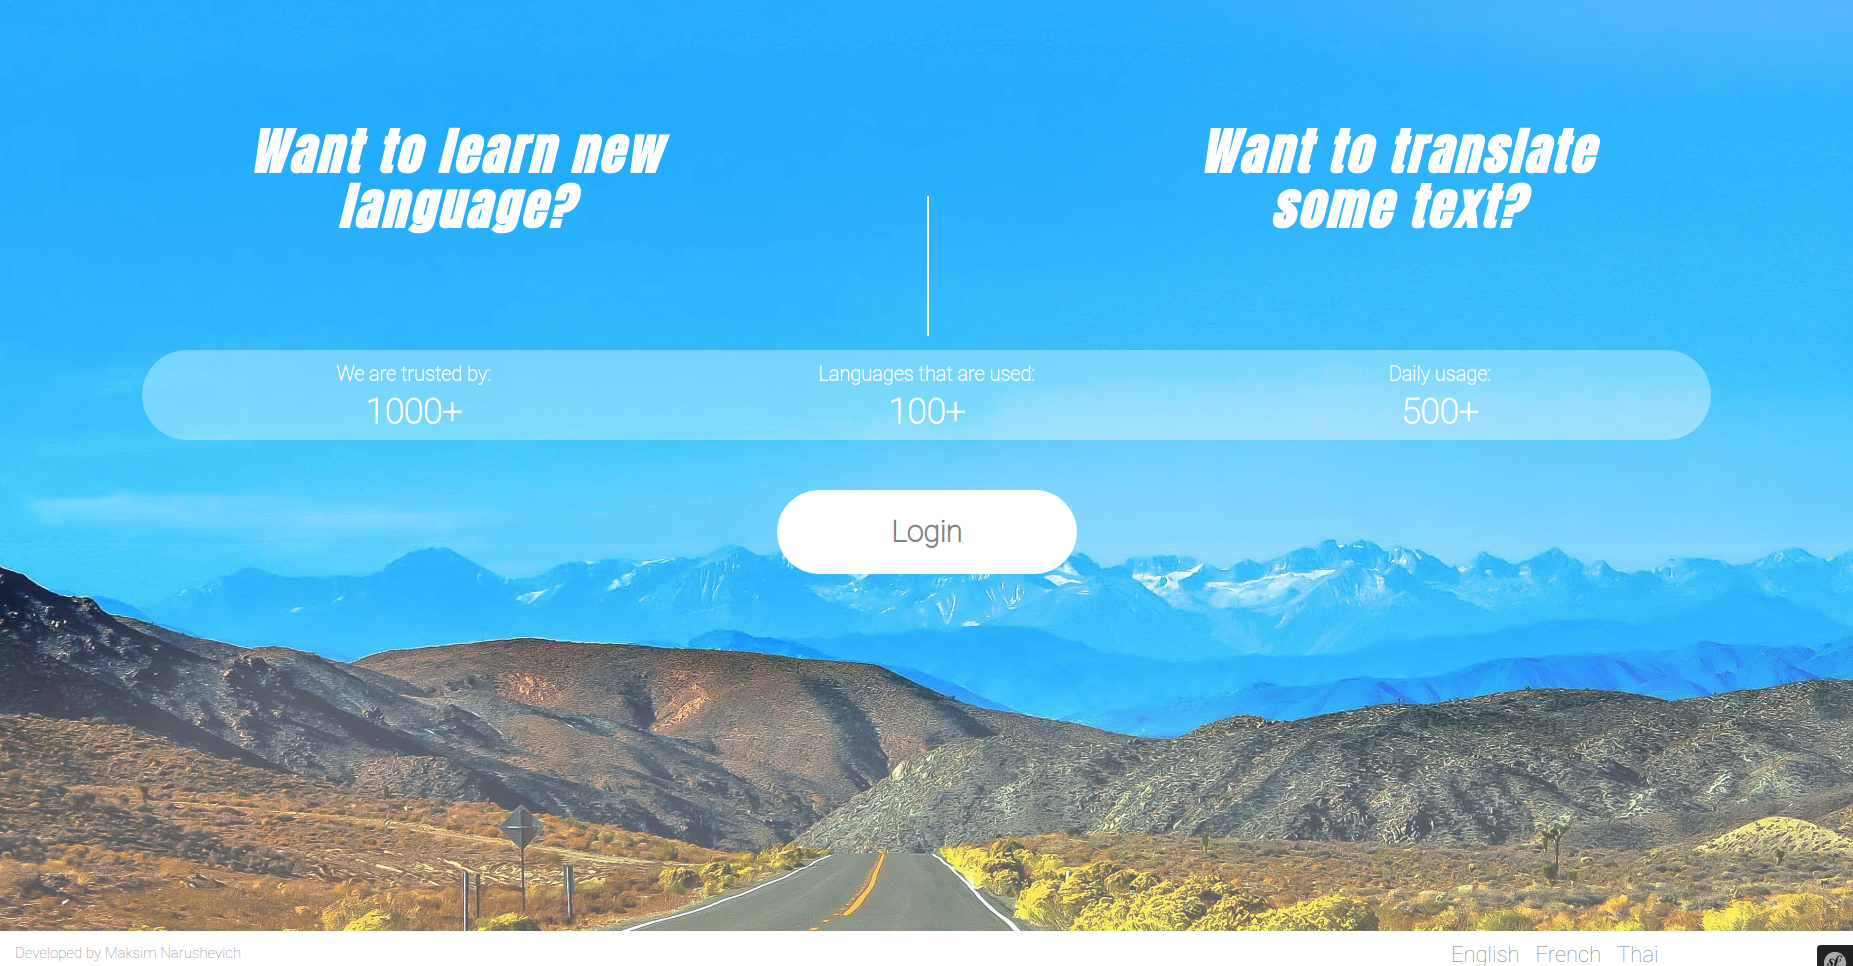 Want to learn new
language?
Want to translate
some text?
We are trusted by:
1000+
Languages that are used:
100+
Daily usage:
500+
Login
Developed by Maksim Narushevich
English French Thai
sf